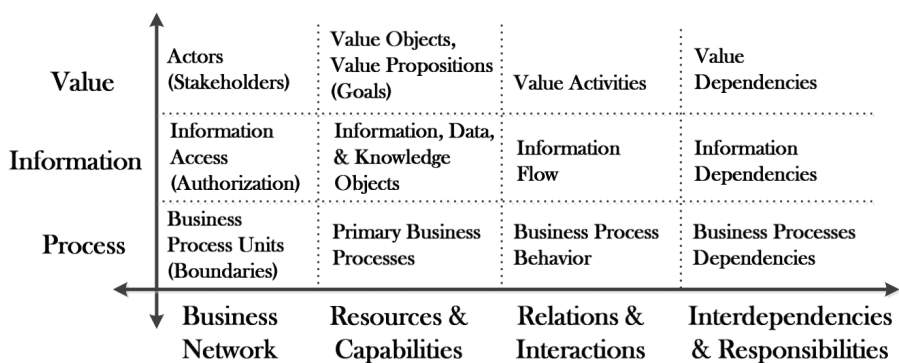 Value
Actors
(Stakeholders)
Value Objects,
Value Propositions
(Goals)
Value Activities
Value
Dependencies
Information
Information
Access
(Authorization)
Information, Data,
& Knowledge
Objects
Information
Flow
Information
Dependencies
Process
Business
Process Units
(Boundaries)
Primary Business
Processes
Business Process
Behavior
Business Processes
Dependencies
Business
Network
Resources &
Capabilities
Relations &
Interactions
Interdependencies
& Responsibilities